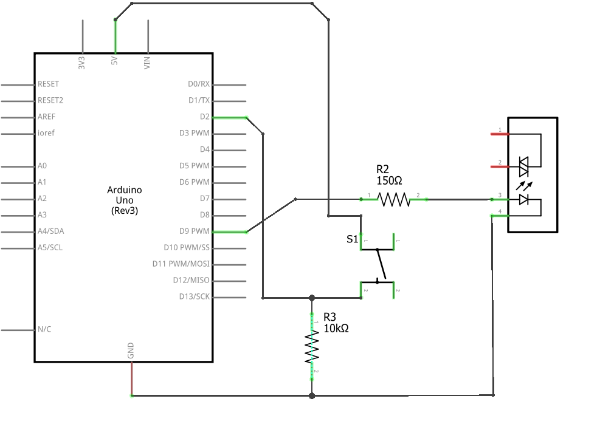 3V3
5V
VIN
RESET
RESET2
AREF
ioref
A0
A1
A2
A3
A4/SDA
A5/SCL
N/C
Arduino
Uno
(Rev3)
D0/RX
D1/TX
D2
D3 PWM
D4
D5 PWM
D6 PWM
D7
D8
D9 PWM
D10 PWM/SS
D11 PWM/MOSI
D12/MISO
D13/SCK
GND
R2
150Ω
1
2
S1
R3
10kΩ
1
2
3
4